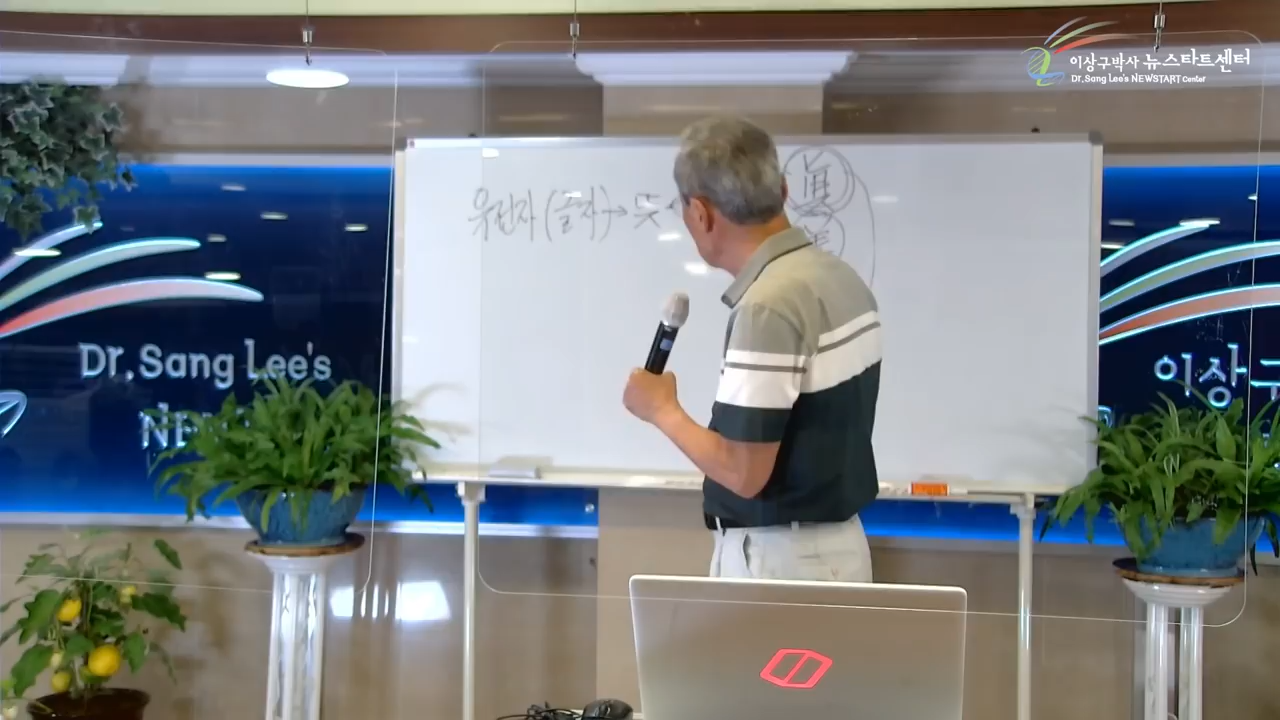 이상구박사 뉴스타트센터
Dr.Sang Lee's NEWSTART Center
유전자 (글자) → 뜻
眞
Dr.Sang Lee's
이상구